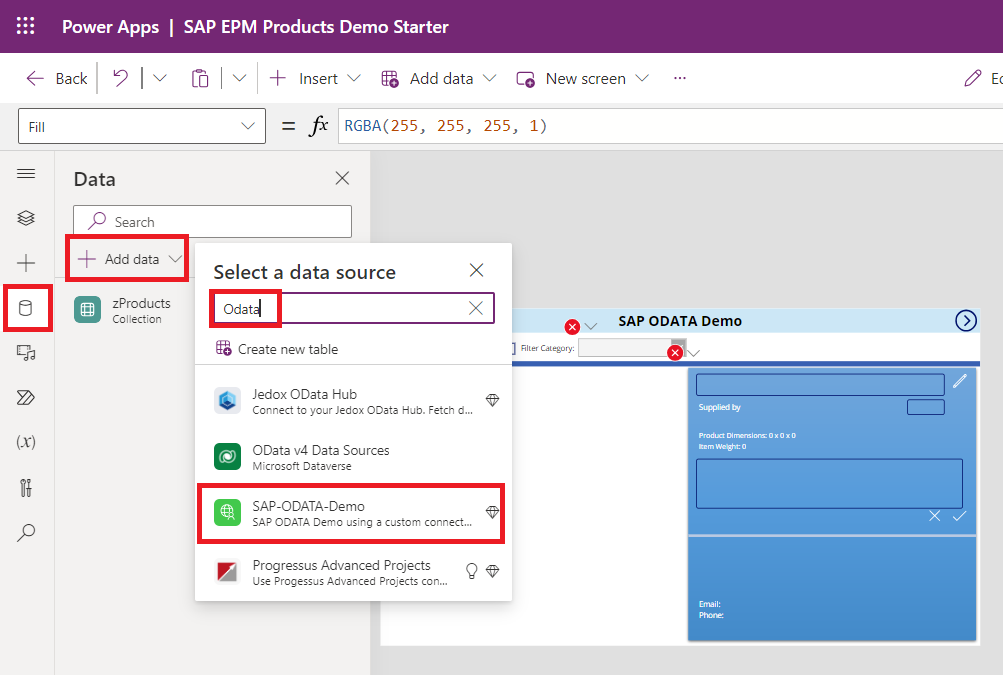 Power Apps | SAP EPM Products Demo Starter
Back
Insert
Add data
New screen
...
Fill
= fx RGBA(255, 255, 255, 1)
Data
Search
Add data
zProducts
Collection
(x)
Select a data source
Odata
Create new table
Jedox OData Hub
Connect to your Jedox OData Hub. Fetch d...
OData v4 Data Sources
Microsoft Dataverse
SAP-ODATA-Demo
SAP ODATA Demo using a custom connect...
Progressus Advanced Projects
Use Progessus Advanced Projects con...
SAP ODATA Demo
Filter Category:
Supplied by
Product Dimensions: 0 x 0 x 0
Item Weight: 0
Email:
Phone: